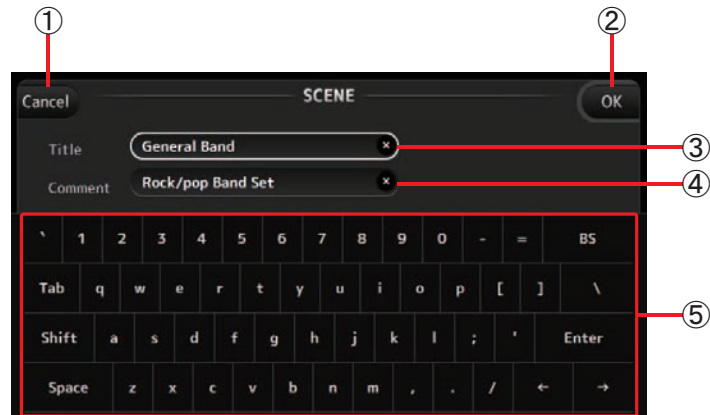 ① ②
Cancel SCENE OK
Title General Band × ③
Comment Rock/pop Band Set × ④
` 1 2 3 4 5 6 7 8 9 0 - = BS
Tab q w e r t y u i o p [ ] \
⑤
Shift a s d f g h j k l ; ' Enter
Space z x c v b n m , . / ← →